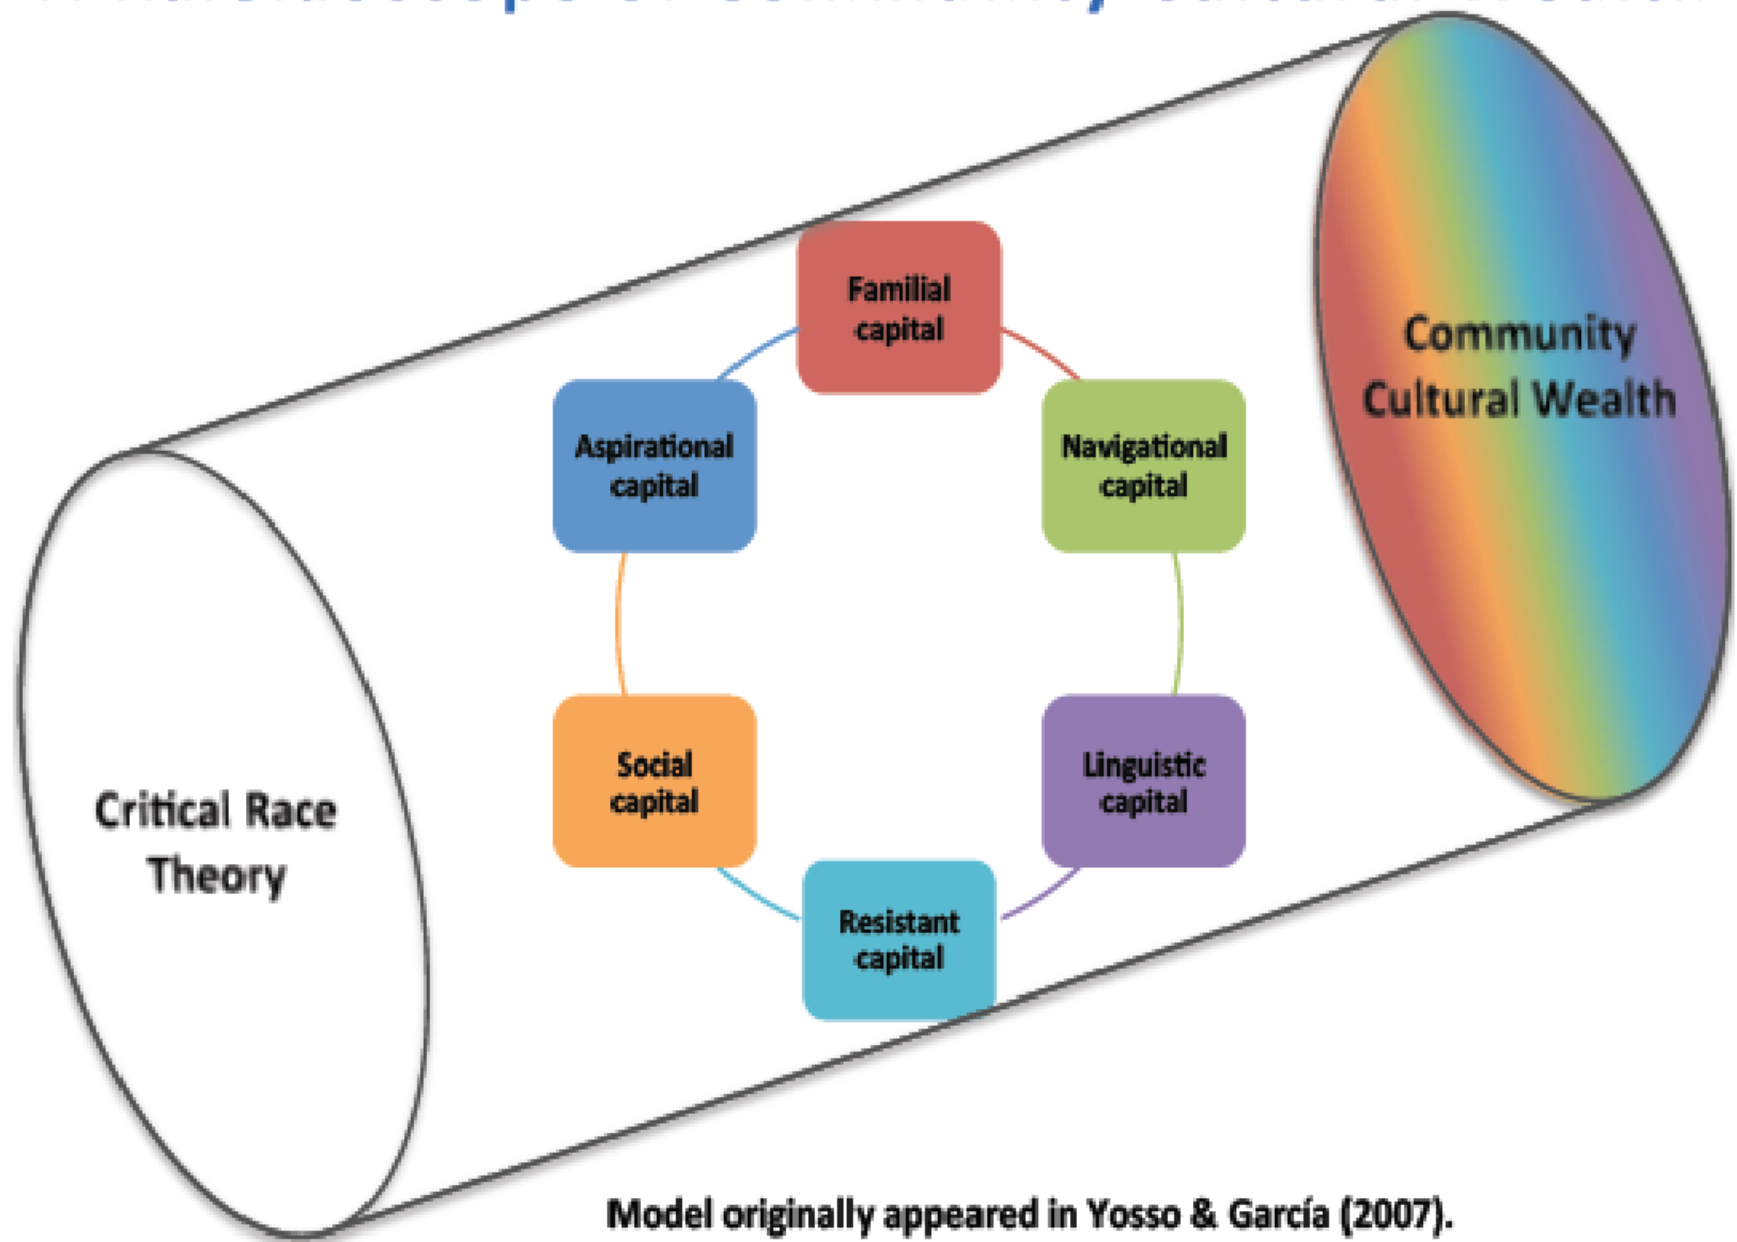 Familial
capital
Aspirational
capital
Navigational
capital
Community
Cultural Wealth
Social
capital
Linguistic
capital
Critical Race
Theory
Resistant
capital
Model originally appeared in Yosso & García (2007).